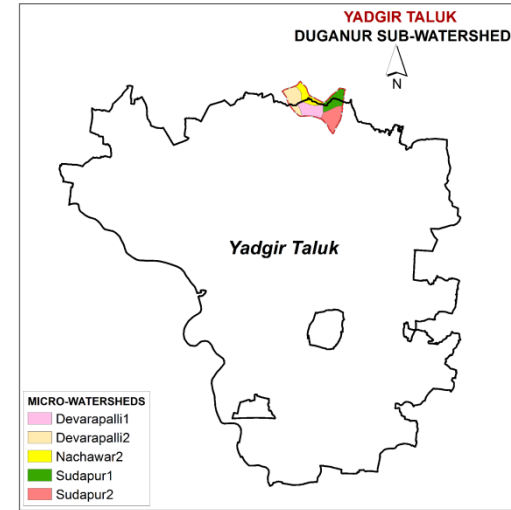 YADGIR TALUK
DUGANUR SUB-WATERSHED
N
Yadgir Taluk
MICRO-WATERSHEDS
Devarapalli1
Devarapalli2
Nachawar2
Sudapur1
Sudapur2